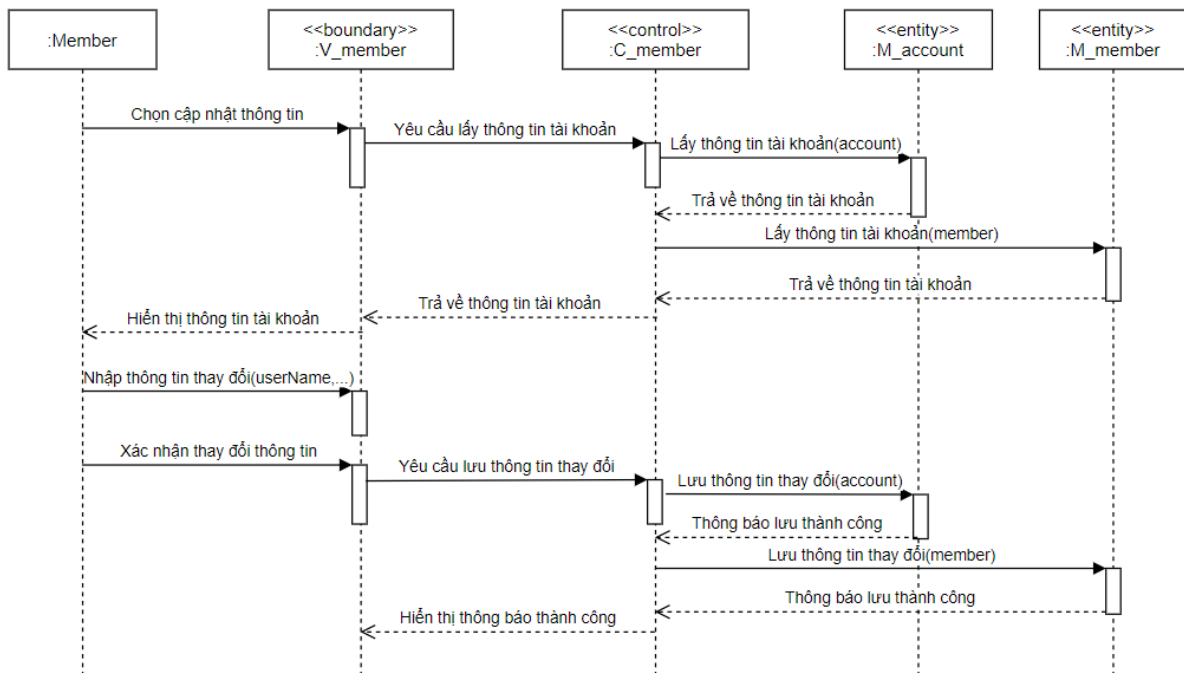 :Member
<<boundary>>
:V_member
<<control>>
:C_member
<<entity>>
:M_account
<<entity>>
:M_member
Chọn cập nhật thông tin
Yêu cầu lấy thông tin tài khoản
Lấy thông tin tài khoản(account)
Trả về thông tin tài khoản
Lấy thông tin tài khoản(member)
Trả về thông tin tài khoản
Trả về thông tin tài khoản
Hiển thị thông tin tài khoản
Nhập thông tin thay đổi(userName,...)
Xác nhận thay đổi thông tin
Yêu cầu lưu thông tin thay đổi
Lưu thông tin thay đổi(account)
Thông báo lưu thành công
Lưu thông tin thay đổi(member)
Thông báo lưu thành công
Hiển thị thông báo thành công